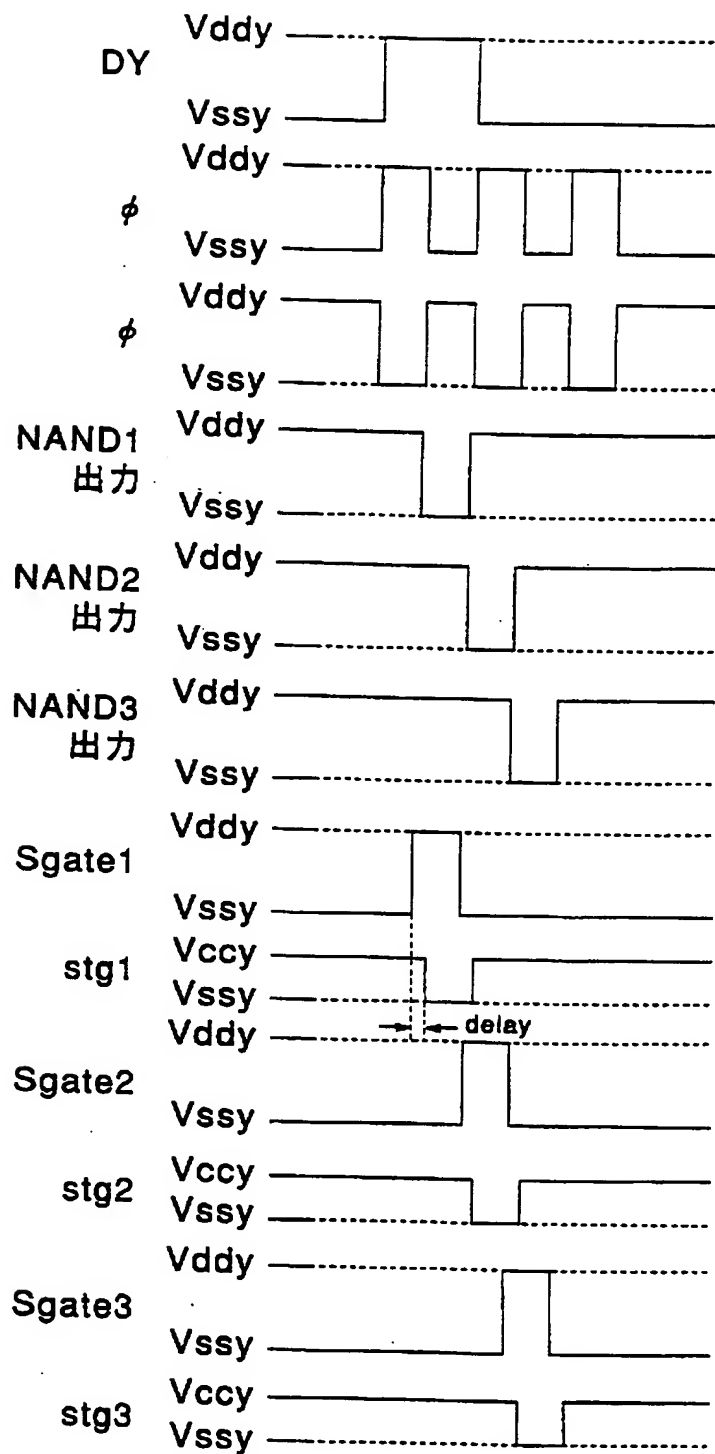 Vddy
DY
Vssy
Vddy
φ
Vssy
Vddy
φ
Vssy
Vddy
NAND1
出力
Vssy
Vddy
NAND2
出力
Vssy
Vddy
NAND3
出力
Vssy
Vddy
Sgate1
Vssy
Vccy
stg1
Vssy
delay
Vddy
Sgate2
Vssy
Vccy
stg2
Vssy
Vddy
Sgate3
Vssy
Vccy
stg3
Vssy